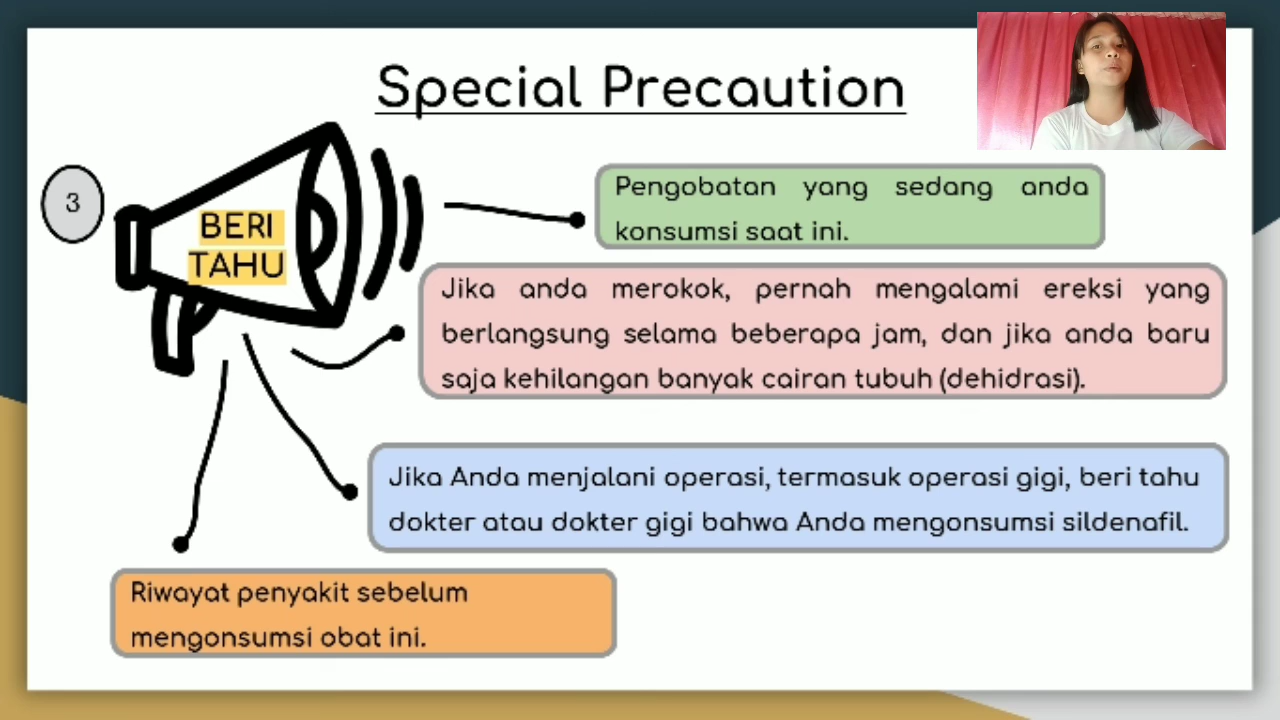 Special Precaution
3
BERI
TAHU
Pengobatan yang sedang anda
konsumsi saat ini.
Jika anda merokok, pernah mengalami ereksi yang
berlangsung selama beberapa jam, dan jika anda baru
saja kehilangan banyak cairan tubuh (dehidrasi).
Jika Anda menjalani operasi, termasuk operasi gigi, beri tahu
dokter atau dokter gigi bahwa Anda mengonsumsi sildenafil.
Riwayat penyakit sebelum
mengonsumsi obat ini.